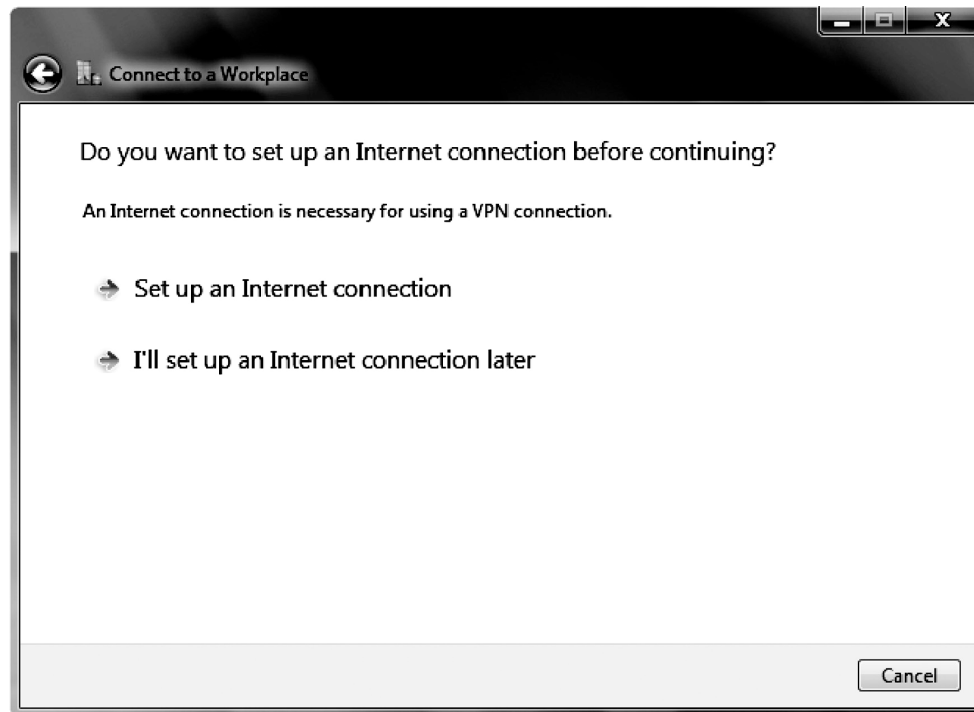 Connect to a Workplace
Do you want to set up an Internet connection before continuing?
An Internet connection is necessary for using a VPN connection.
Set up an Internet connection
I'll set up an Internet connection later
Cancel